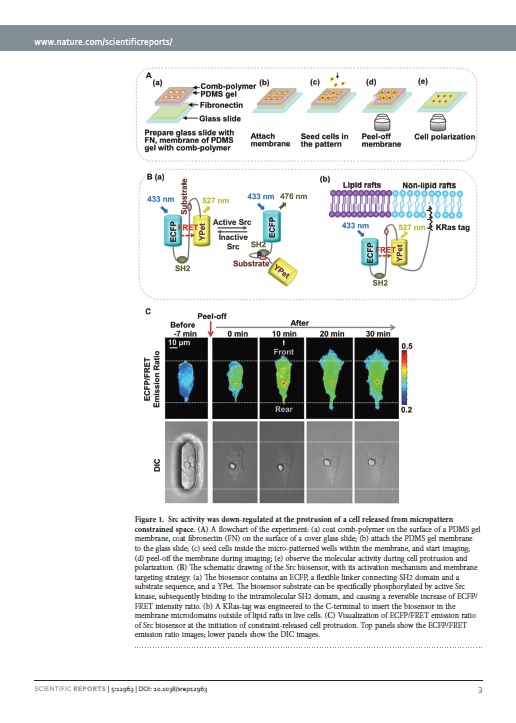 www.nature.com/scientificreports/
A
(a)
(b)
(c)
(d)
(e)
Comb-polymer
PDMS gel
Fibronectin
Glass slide
Prepare glass slide with
FN, membrane of PDMS
gel with comb-polymer
Attach
membrane
Seed cells in
the pattern
Peel-off
membrane
Cell polarization
B (a)
433 nm
Substrate
527 nm
ECFP
FRET
YPet
SH2
Active Src
Inactive
Src
433 nm
476 nm
ECFP
SH2
P
Substrate
YPet
(b)
Lipid rafts
Non-lipid rafts
433 nm
527 nm
KRas tag
ECFP
FRET
YPet
SH2
C
Peel-off
Before
After
-7 min
0 min
10 min
20 min
30 min
10 μm
Front
Rear
ECFP/FRET
Emission Ratio
0.5
0.2
DIC
Figure 1. Src activity was down-regulated at the protrusion of a cell released from micropattern
constrained space. (A) A flowchart of the experiment: (a) coat comb-polymer on the surface of a PDMS gel
membrane, coat fibronectin (FN) on the surface of a cover glass slide; (b) attach the PDMS gel membrane
to the glass slide; (c) seed cells inside the micro-patterned wells within the membrane, and start imaging;
(d) peel-off the membrane during imaging; (e) observe the molecular activity during cell protrusion and
polarization. (B) The schematic drawing of the Src biosensor, with its activation mechanism and membrane
targeting strategy. (a) The biosensor contains an ECFP, a flexible linker connecting SH2 domain and a
substrate sequence, and a YPet. The biosensor substrate can be specifically phosphorylated by active Src
kinase, subsequently binding to the intramolecular SH2 domain, and causing a reversible increase of ECFP/
FRET intensity ratio. (b) A KRas-tag was engineered to the C-terminal to insert the biosensor in the
membrane microdomains outside of lipid rafts in live cells. (C) Visualization of ECFP/FRET emission ratio
of Src biosensor at the initiation of constraint-released cell protrusion. Top panels show the ECFP/FRET
emission ratio images; lower panels show the DIC images.
SCIENTIFIC REPORTS | 5:12963 | DOI: 10.1038/srep12963
3